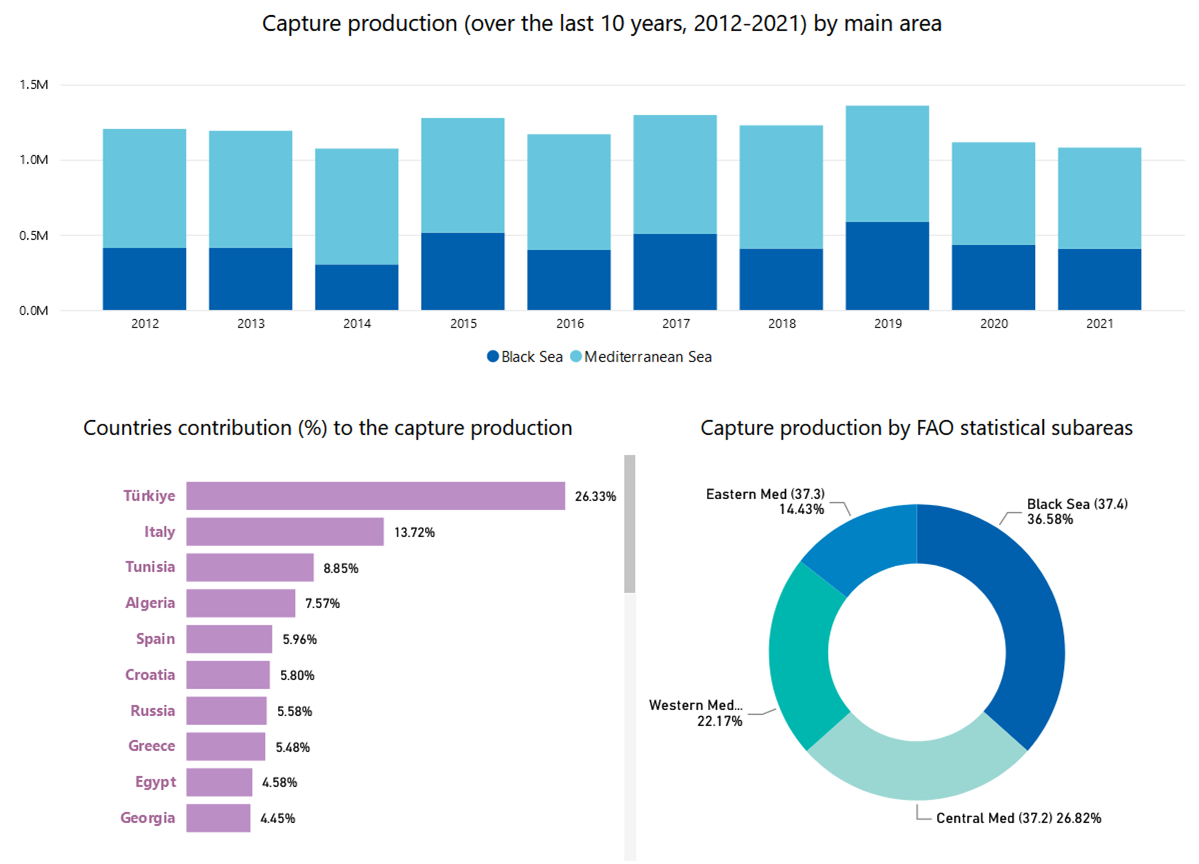 Capture production (over the last 10 years, 2012-2021) by main area
1.5M
1.0M
0.5M
0.0M
2012 2013 2014 2015 2016 2017 2018 2019 2020 2021
Black Sea Mediterranean Sea
Countries contribution (%) to the capture production
Türkiye 26.33%
Italy 13.72%
Tunisia 8.85%
Algeria 7.57%
Spain 5.96%
Croatia 5.80%
Russia 5.58%
Greece 5.48%
Egypt 4.58%
Georgia 4.45%
Capture production by FAO statistical subareas
Eastern Med (37.3)
14.43%
Black Sea (37.4)
36.58%
Western Med...
22.17%
Central Med (37.2) 26.82%